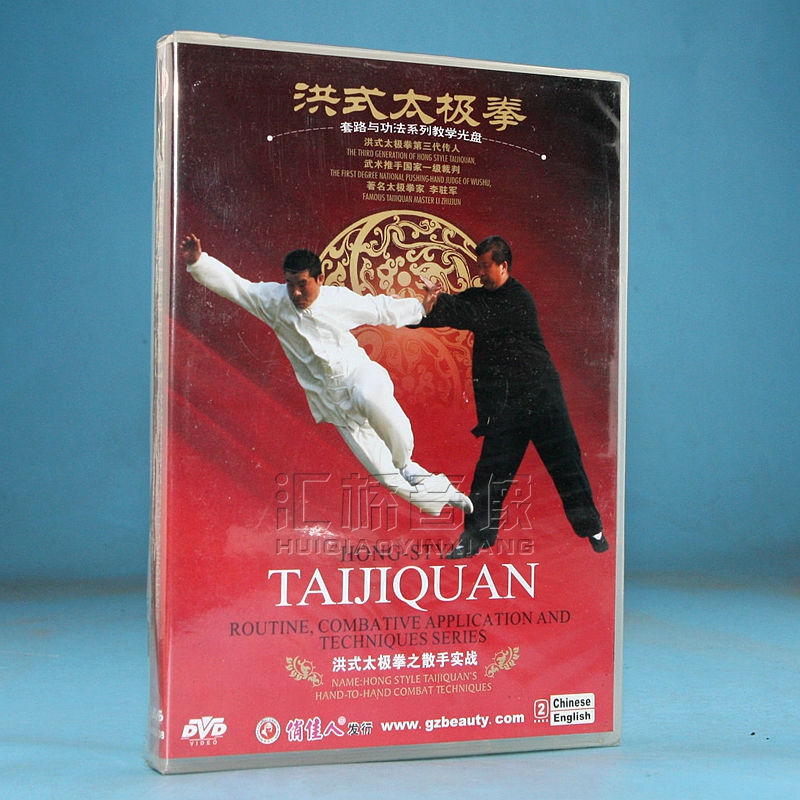 洪式太极拳
套路与功法系列教学光盘
洪式太极拳第三代传人
THE THIRD GENERATION OF HONG STYLE TAIJIQUAN,
武术推手国家一级裁判
THE FIRST DEGREE NATIONAL PUSHING-HAND JUDGE OF WUSHU,
著名太极拳家 李驻军
FAMOUS TAIJIQUAN MASTER LI ZHUJUN
汇桥音像
HUIQIAOYINXIANG
HONG-STYLE
TAIJIQUAN
ROUTINE, COMBATIVE APPLICATION AND
TECHNIQUES SERIES
洪式太极拳之散手实战
NAME:HONG STYLE TAIJIQUAN'S
HAND-TO-HAND COMBAT TECHNIQUES
DVD
VIDEO
俏佳人® 发行
www.gzbeauty.com
2
Chinese
English